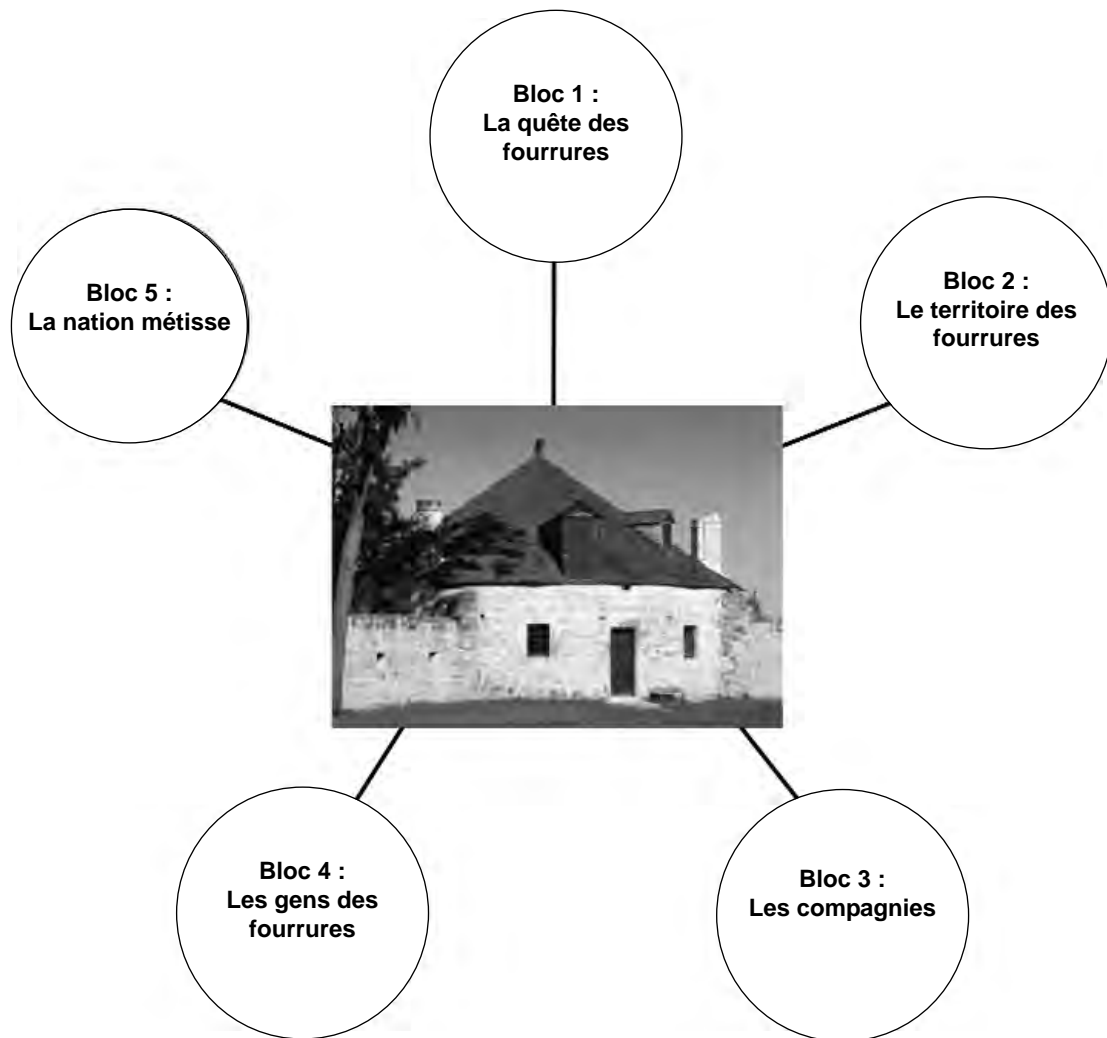 Bloc 1 :
La quête des
fourrures
Bloc 2 :
Le territoire des
fourrures
Bloc 3 :
Les compagnies
Bloc 4 :
Les gens des
fourrures
Bloc 5 :
La nation métisse